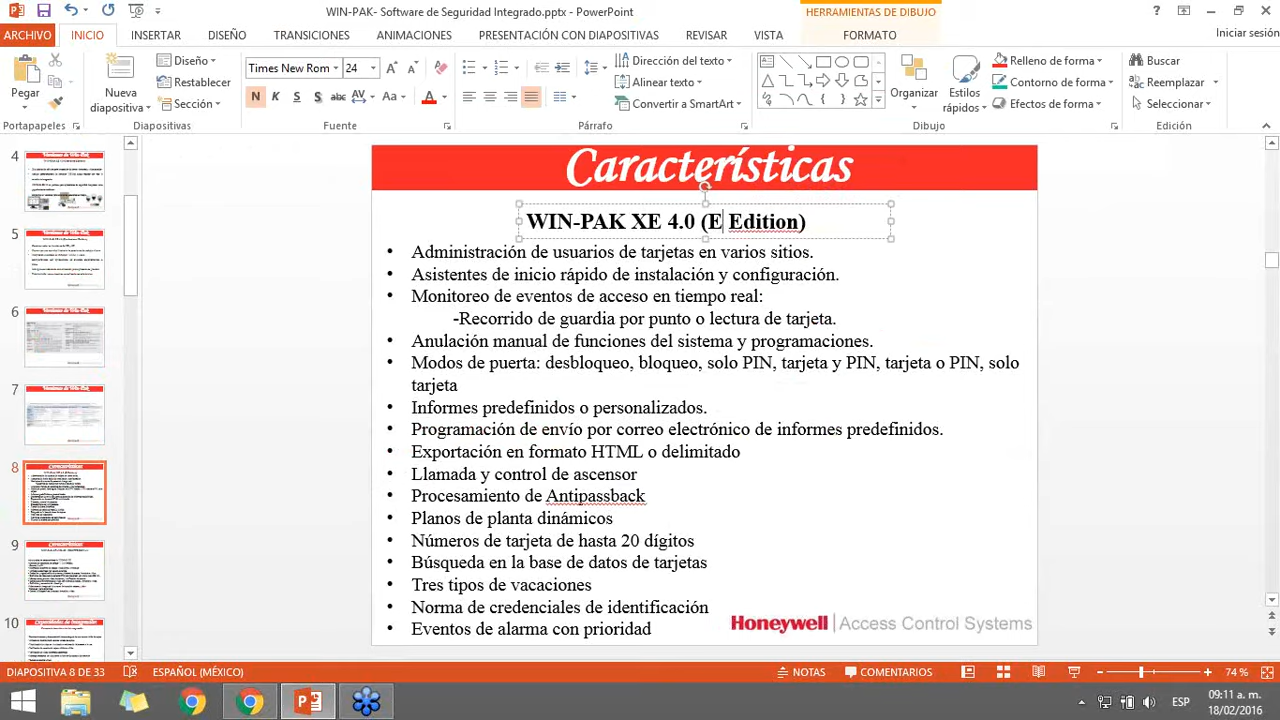 WIN-PAK- Software de Seguridad Integrado.pptx - PowerPoint
HERRAMIENTAS DE DIBUJO
ARCHIVO INICIO INSERTAR DISEÑO TRANSICIONES ANIMACIONES PRESENTACIÓN CON DIAPOSITIVAS REVISAR VISTA FORMATO
Iniciar sesión
Pegar
Nueva diapositiva
Diseño
Restablecer
Sección
Times New Rom 24
N K S S abc AV Aa A
Dirección del texto
Alinear texto
Convertir a SmartArt
Organizar
Estilos rápidos
Relleno de forma
Contorno de forma
Efectos de forma
Buscar
Reemplazar
Seleccionar
Portapapeles Diapositivas Fuente Párrafo Dibujo Edición
4
5
6
7
8
9
10
Características
WIN-PAK XE 4.0 (E Edition)
• Administración de usuarios de tarjetas en varios sitios.
• Asistentes de inicio rápido de instalación y configuración.
• Monitoreo de eventos de acceso en tiempo real:
-Recorrido de guardia por punto o lectura de tarjeta.
• Anulación manual de funciones del sistema y programaciones.
• Modos de puerta: desbloqueo, bloqueo, solo PIN, tarjeta y PIN, tarjeta o PIN, solo
tarjeta
• Informes predefinidos o personalizados
• Programación de envío por correo electrónico de informes predefinidos.
• Exportación en formato HTML o delimitado
• Llamada y control de ascensor
• Procesamiento de Antipassback
• Planos de planta dinámicos
• Números de tarjeta de hasta 20 dígitos
• Búsqueda en la base de datos de tarjetas
• Tres tipos de vacaciones
• Norma de credenciales de identificación
• Eventos de alarma con prioridad
Honeywell | Access Control Systems
DIAPOSITIVA 8 DE 33 ESPAÑOL (MÉXICO) NOTAS COMENTARIOS 74 %
ESP
09:11 a. m.
18/02/2016